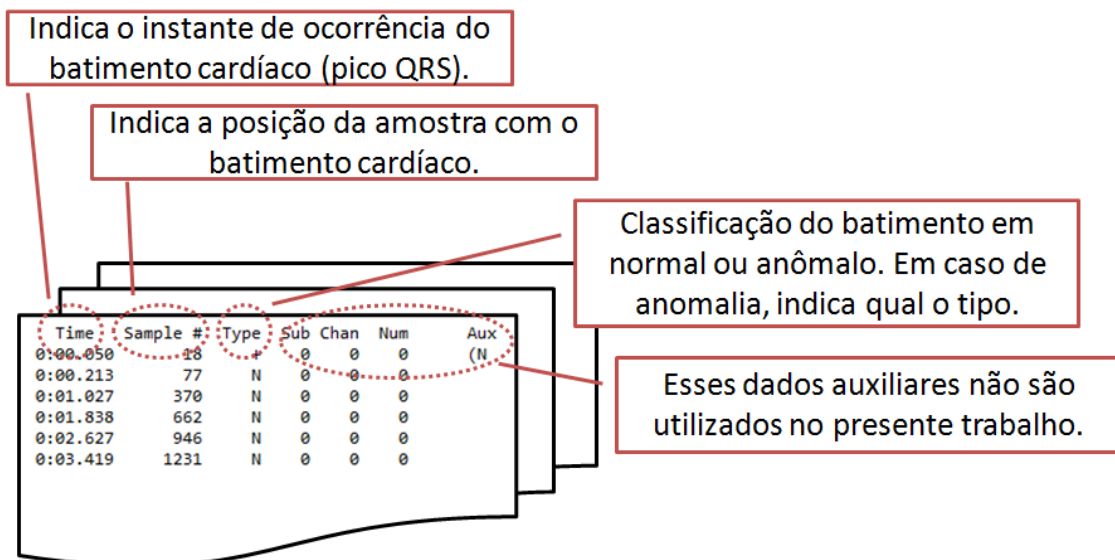 Indica o instante de ocorrência do
batimento cardíaco (pico QRS).
Indica a posição da amostra com o
batimento cardíaco.
Classificação do batimento em
normal ou anômalo. Em caso de
anomalia, indica qual o tipo.
Time Sample # Type Sub Chan Num Aux
0:00.050 18 + 0 0 0 (N
0:00.213 77 N 0 0 0
0:01.027 370 N 0 0 0
0:01.838 662 N 0 0 0
0:02.627 946 N 0 0 0
0:03.419 1231 N 0 0 0
Esses dados auxiliares não são
utilizados no presente trabalho.